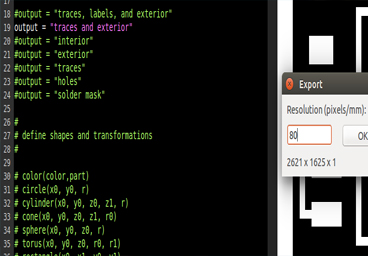 17
18 #output = "traces, labels, and exterior"
19 output = "traces and exterior"
20 #output = "interior"
21 #output = "exterior"
22 #output = "traces"
23 #output = "holes"
24 #output = "solder mask"
25
26 #
27 # define shapes and transformations
28 #
29
30 # color(color,part)
31 # circle(x0, y0, r)
32 # cylinder(x0, y0, z0, z1, r)
33 # cone(x0, y0, z0, z1, r0)
34 # sphere(x0, y0, z0, r)
35 # torus(x0, y0, z0, r0, r1)
Export
Resolution (pixels/mm):
80
OK
2621 x 1625 x 1